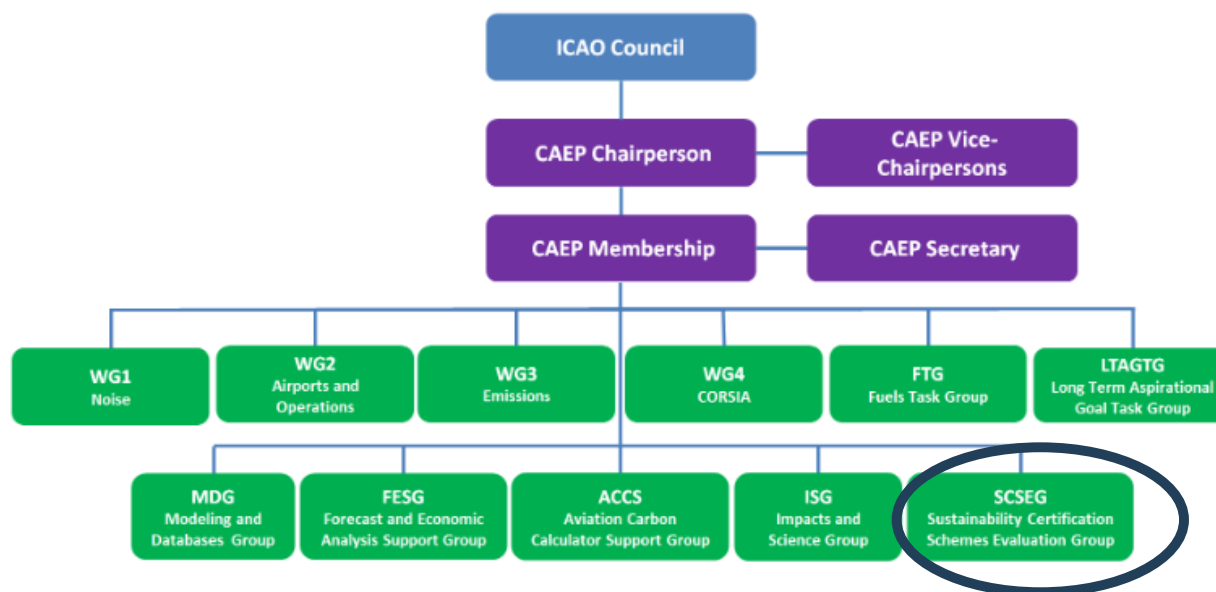 ICAO Council
CAEP Chairperson
CAEP Vice-
Chairpersons
CAEP Membership
CAEP Secretary
WG1
Noise
WG2
Airports and
Operations
WG3
Emissions
WG4
CORSIA
FTG
Fuels Task Group
LTAGTG
Long Term Aspirational
Goal Task Group
MDG
Modeling and
Databases Group
FESG
Forecast and Economic
Analysis Support Group
ACCS
Aviation Carbon
Calculator Support Group
ISG
Impacts and
Science Group
SCSEG
Sustainability Certification
Schemes Evaluation Group